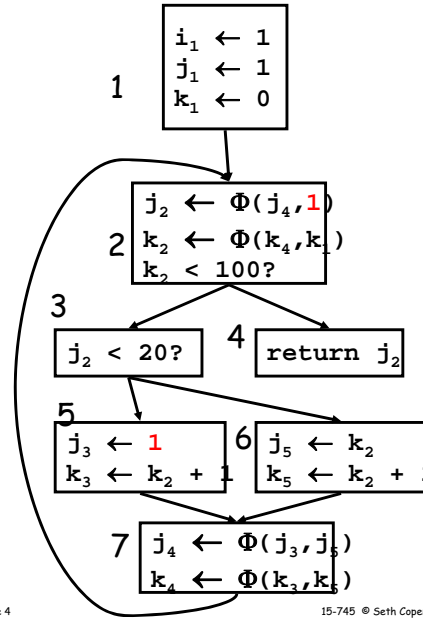 1
i₁ ← 1
j₁ ← 1
k₁ ← 0
2
j₂ ← Φ(j₄,1)
k₂ ← Φ(k₄,k₁)
k₂ < 100?
3
j₂ < 20?
4
return j₂
5
j₃ ← 1
k₃ ← k₂ + 1
6
j₅ ← k₂
k₅ ← k₂ +
7
j₄ ← Φ(j₃,j₅)
k₄ ← Φ(k₃,k₅)
4
15-745 © Seth